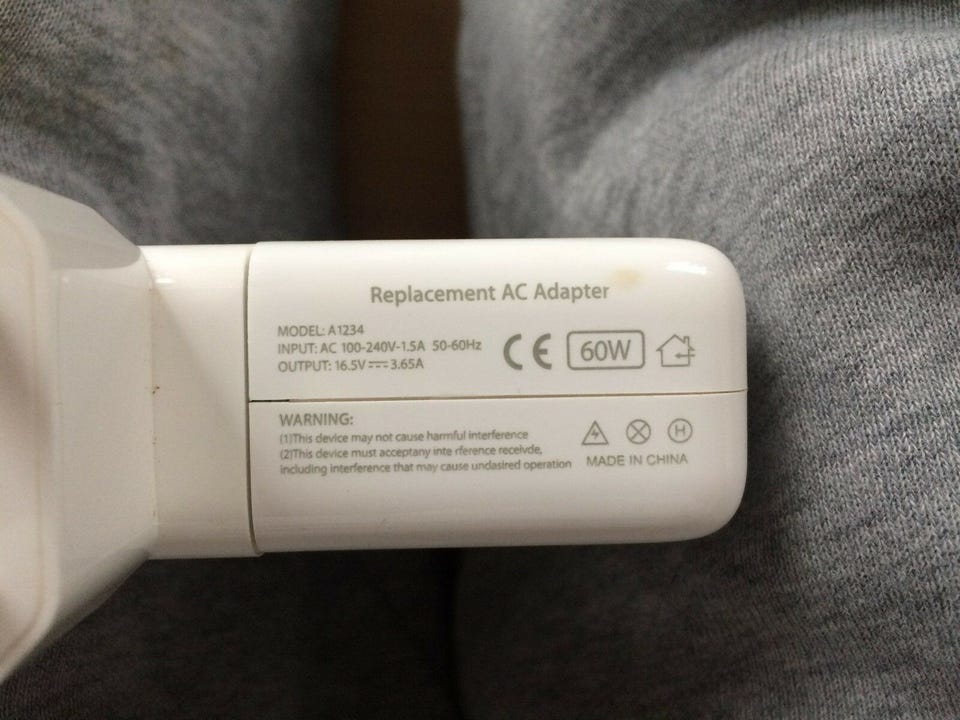 Replacement AC Adapter
MODEL: A1234
INPUT: AC 100-240V-1.5A 50-60Hz
OUTPUT: 16.5V⎓3.65A
CE 60W
WARNING:
(1)This device may not cause harmful interference
(2)This device must acceptany inte rference receivde,
including interference that may cause undasired operation
H
MADE IN CHINA